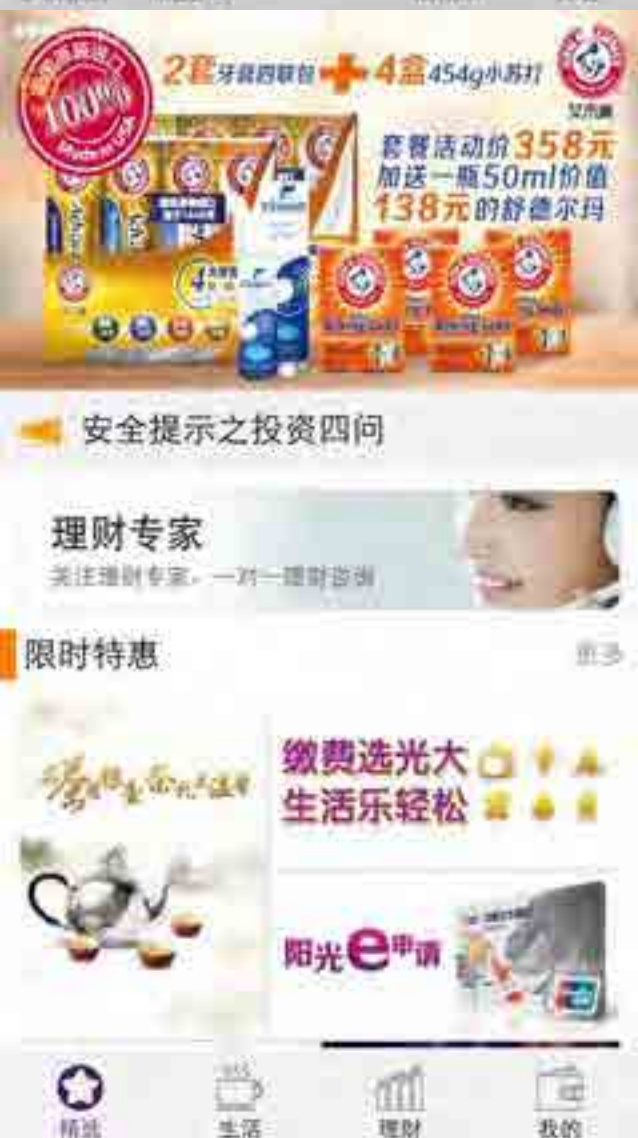 100%
Made in USA
2套牙膏四联包+4盒454g小苏打
套餐活动价358元
加送一瓶50ml价值
138元的舒德尔玛
安全提示之投资四问
理财专家
关注理财专家，一对一理财咨询
限时特惠
更多
缴费选光大
生活乐轻松
阳光e申请
精选
生活
理财
我的